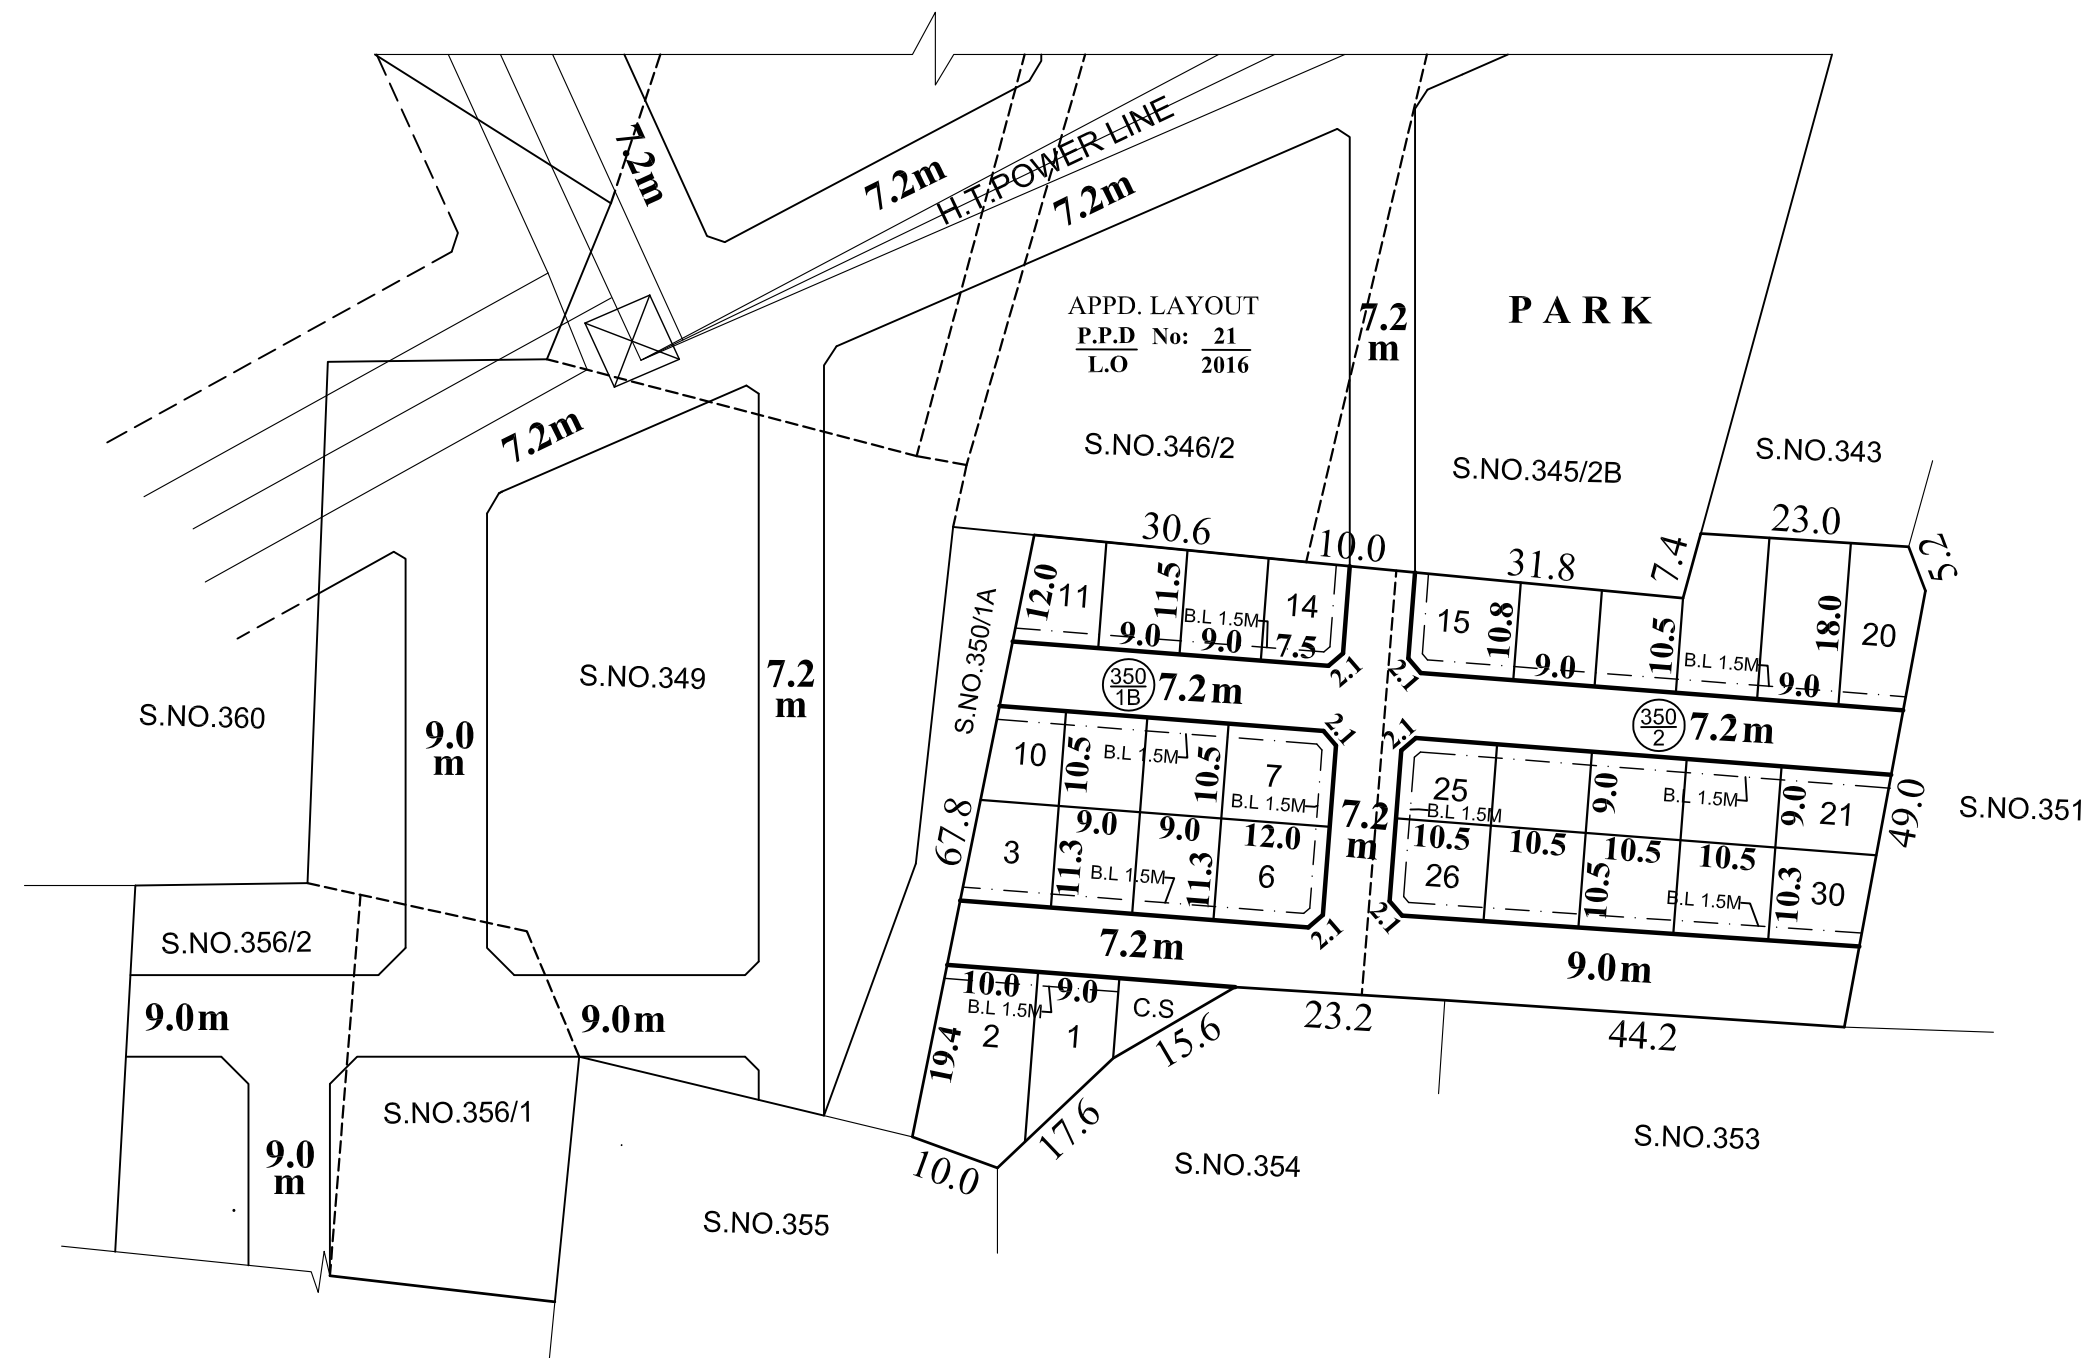 7.2m
7.2m
H.T.POWER LINE
7.2m
APPD. LAYOUT
P.P.D No: 21
L.O 2016
7.2
m
PARK
7.2m
S.NO.346/2
S.NO.345/2B
S.NO.343
30.6
10.0
31.8
7.4
23.0
5.2
12.0
11
11.5
B.L 1.5M
14
9.0
9.0
7.5
2.1
15
10.8
9.0
10.5
B.L 1.5M
18.0
9.0
20
2.1
S.NO.350/1A
S.NO.349
7.2
m
350
1B
7.2m
350
2
7.2m
S.NO.360
9.0
m
2.1
2.1
10
10.5
B.L 1.5M
10.5
7
B.L 1.5M
25
B.L 1.5M
9.0
B.L 1.5M
9.0
21
49.0
S.NO.351
67.8
7.2
m
9.0
9.0
12.0
10.5
10.5
10.5
10.5
3
11.3
B.L 1.5M
11.3
6
26
10.5
B.L 1.5M
10.3
30
2.1
2.1
S.NO.356/2
7.2m
9.0m
9.0m
9.0m
10.0
9.0
B.L 1.5M
C.S
2
1
19.4
15.6
23.2
44.2
S.NO.356/1
17.6
10.0
9.0
m
S.NO.354
S.NO.353
S.NO.355